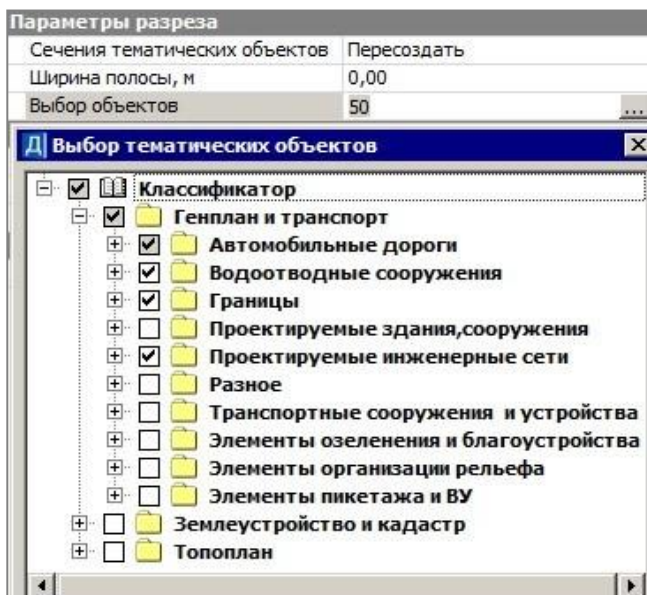 Параметры разреза
Сечения тематических объектов Пересоздать
Ширина полосы, м 0,00
Выбор объектов 50 ...
Д Выбор тематических объектов
Классификатор
Генплан и транспорт
Автомобильные дороги
Водоотводные сооружения
Границы
Проектируемые здания,сооружения
Проектируемые инженерные сети
Разное
Транспортные сооружения и устройства
Элементы озеленения и благоустройства
Элементы организации рельефа
Элементы пикетажа и ВУ
Землеустройство и кадастр
Топоплан